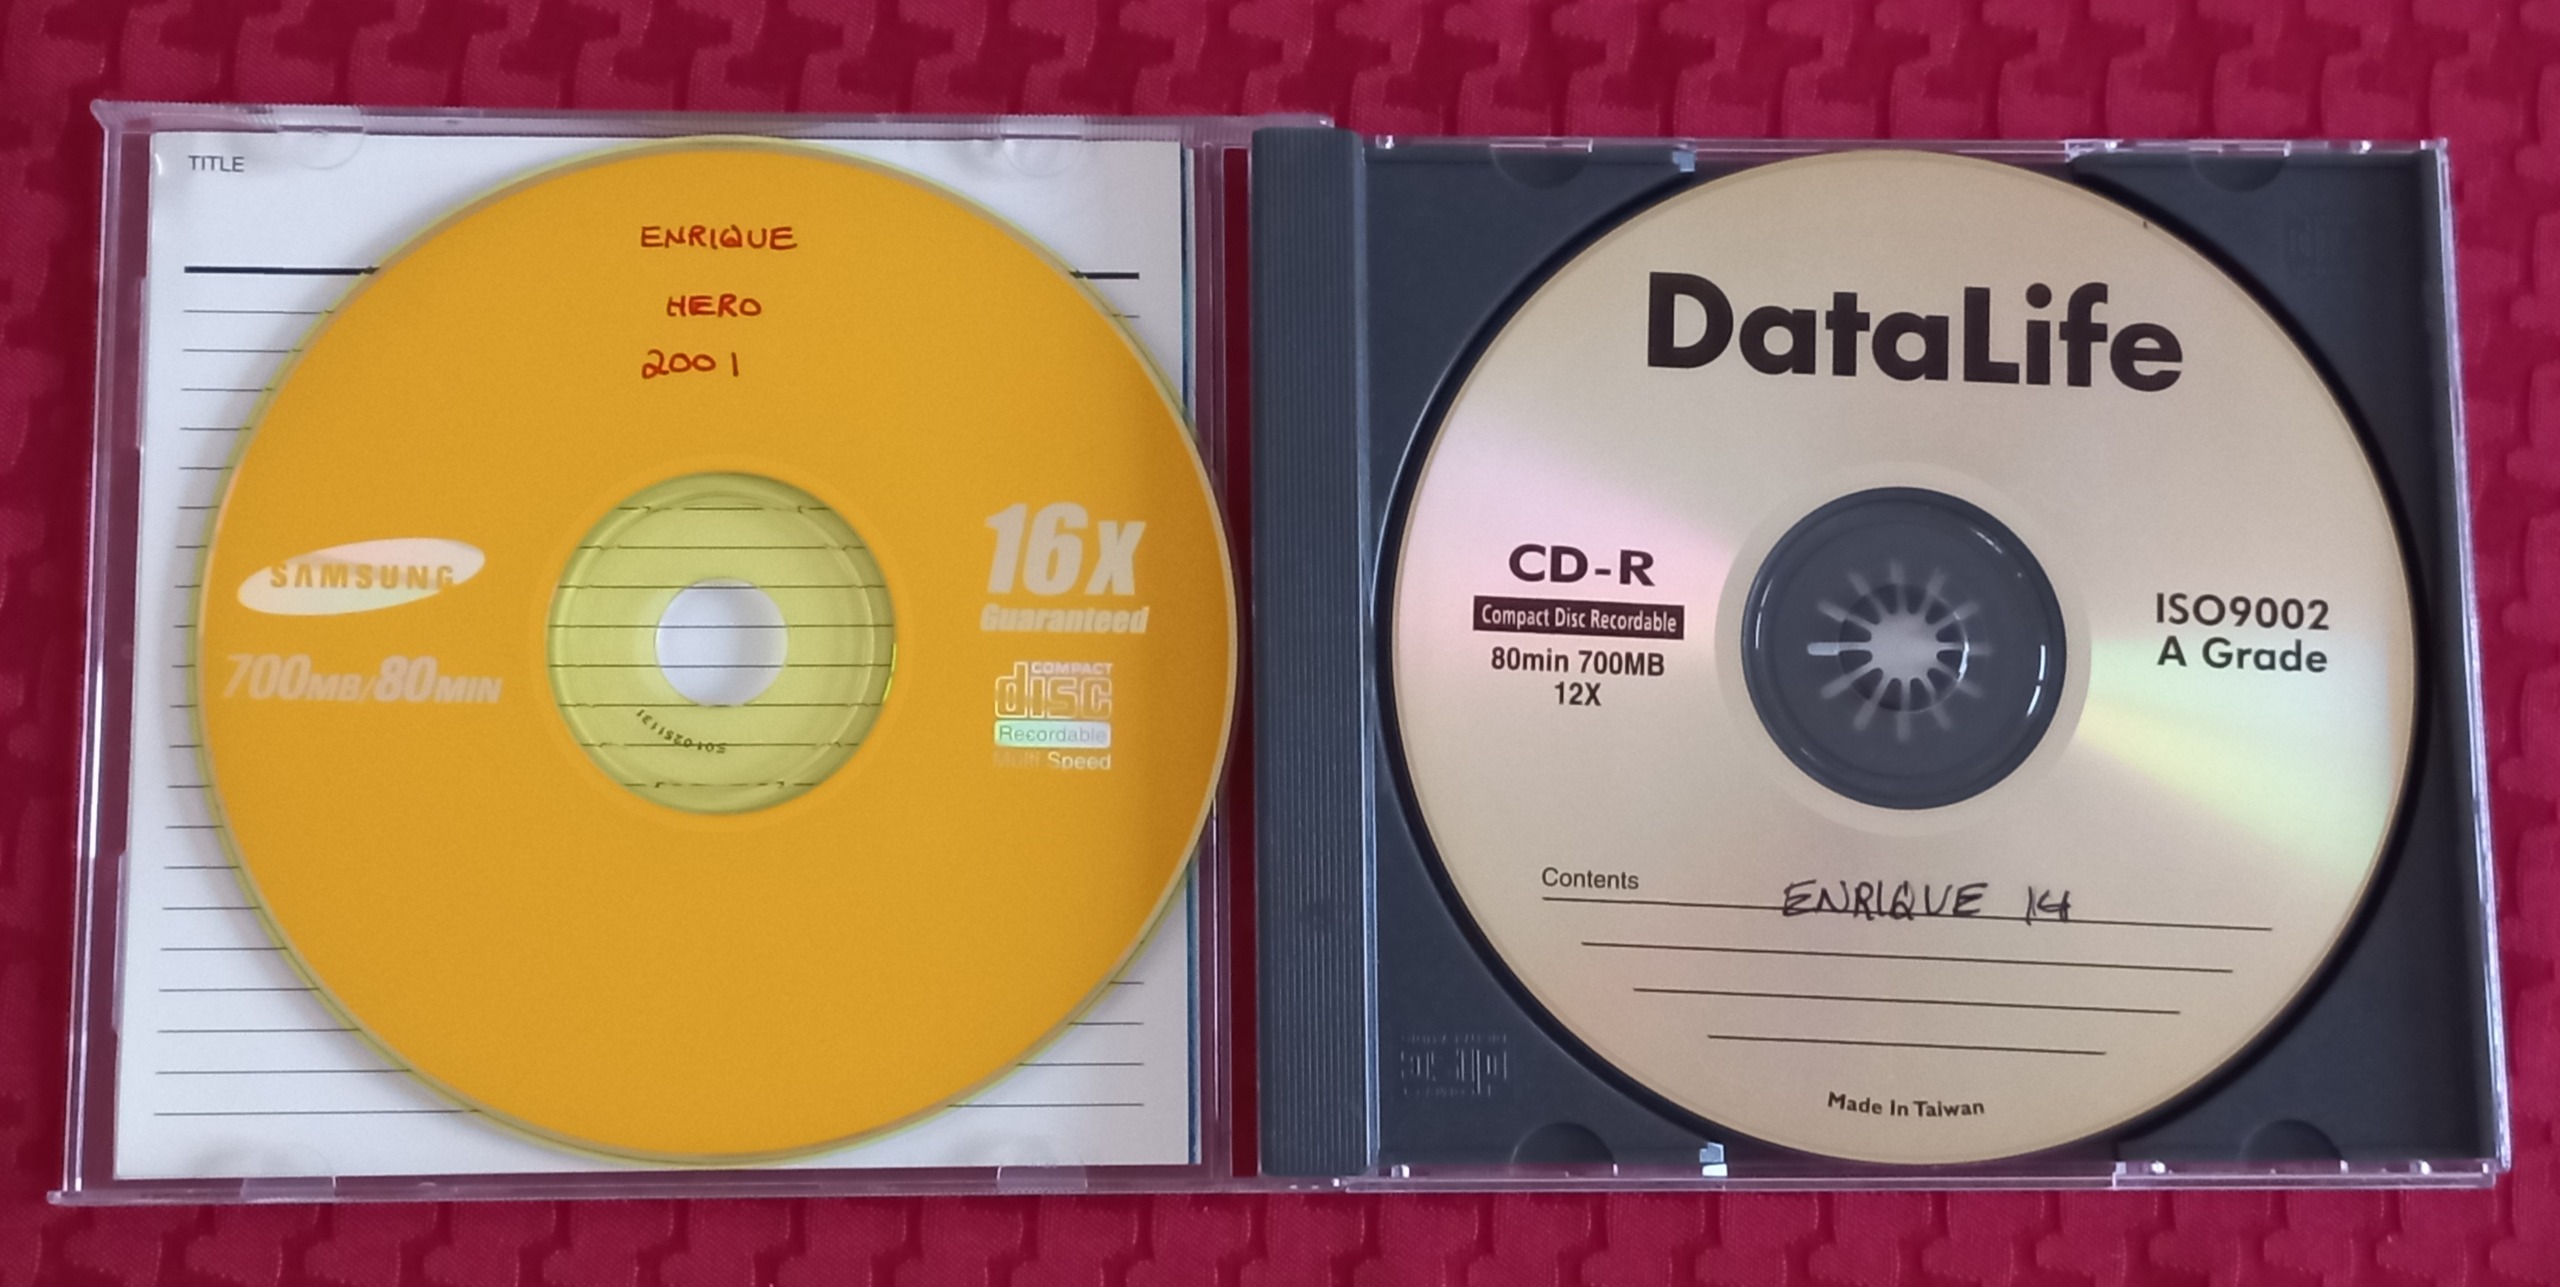 TITLE
ENRIQUE
HERO
2001
SAMSUNG
700MB/80MIN
16X
Guaranteed
COMPACT
disc
Recordable
Multi Speed
5010251131
DataLife
CD-R
Compact Disc Recordable
80min 700MB
12X
ISO9002
A Grade
Contents
ENRIQUE 14
Made In Taiwan